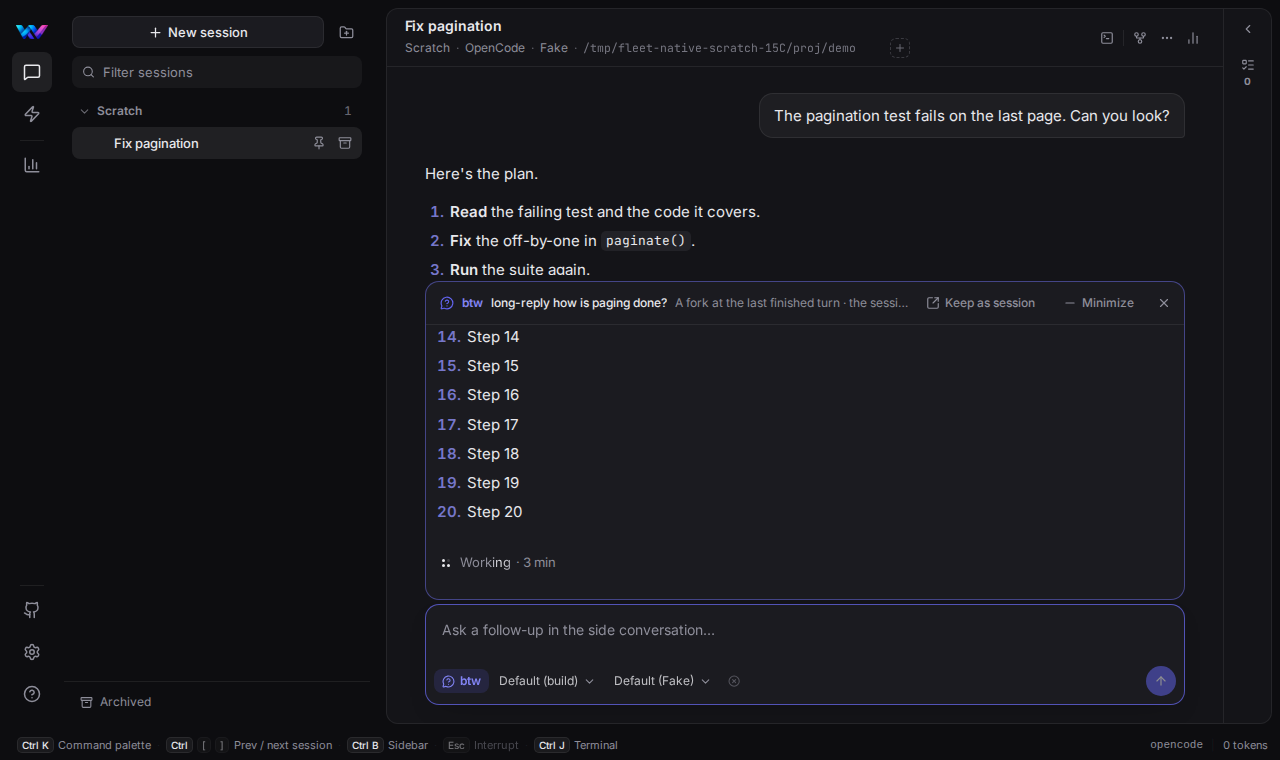 New session
Filter sessions
Scratch 1
Fix pagination
Archived
Fix pagination
Scratch · OpenCode · Fake · /tmp/fleet-native-scratch-15C/proj/demo
0
The pagination test fails on the last page. Can you look?
Here's the plan.
1. Read the failing test and the code it covers.
2. Fix the off-by-one in paginate().
3. Run the suite again.
btw long-reply how is paging done? A fork at the last finished turn · the sessi... Keep as session Minimize
14. Step 14
15. Step 15
16. Step 16
17. Step 17
18. Step 18
19. Step 19
20. Step 20
Working · 3 min
Ask a follow-up in the side conversation...
btw Default (build) Default (Fake)
Ctrl K Command palette Ctrl [ ] Prev / next session Ctrl B Sidebar Esc Interrupt Ctrl J Terminal opencode 0 tokens